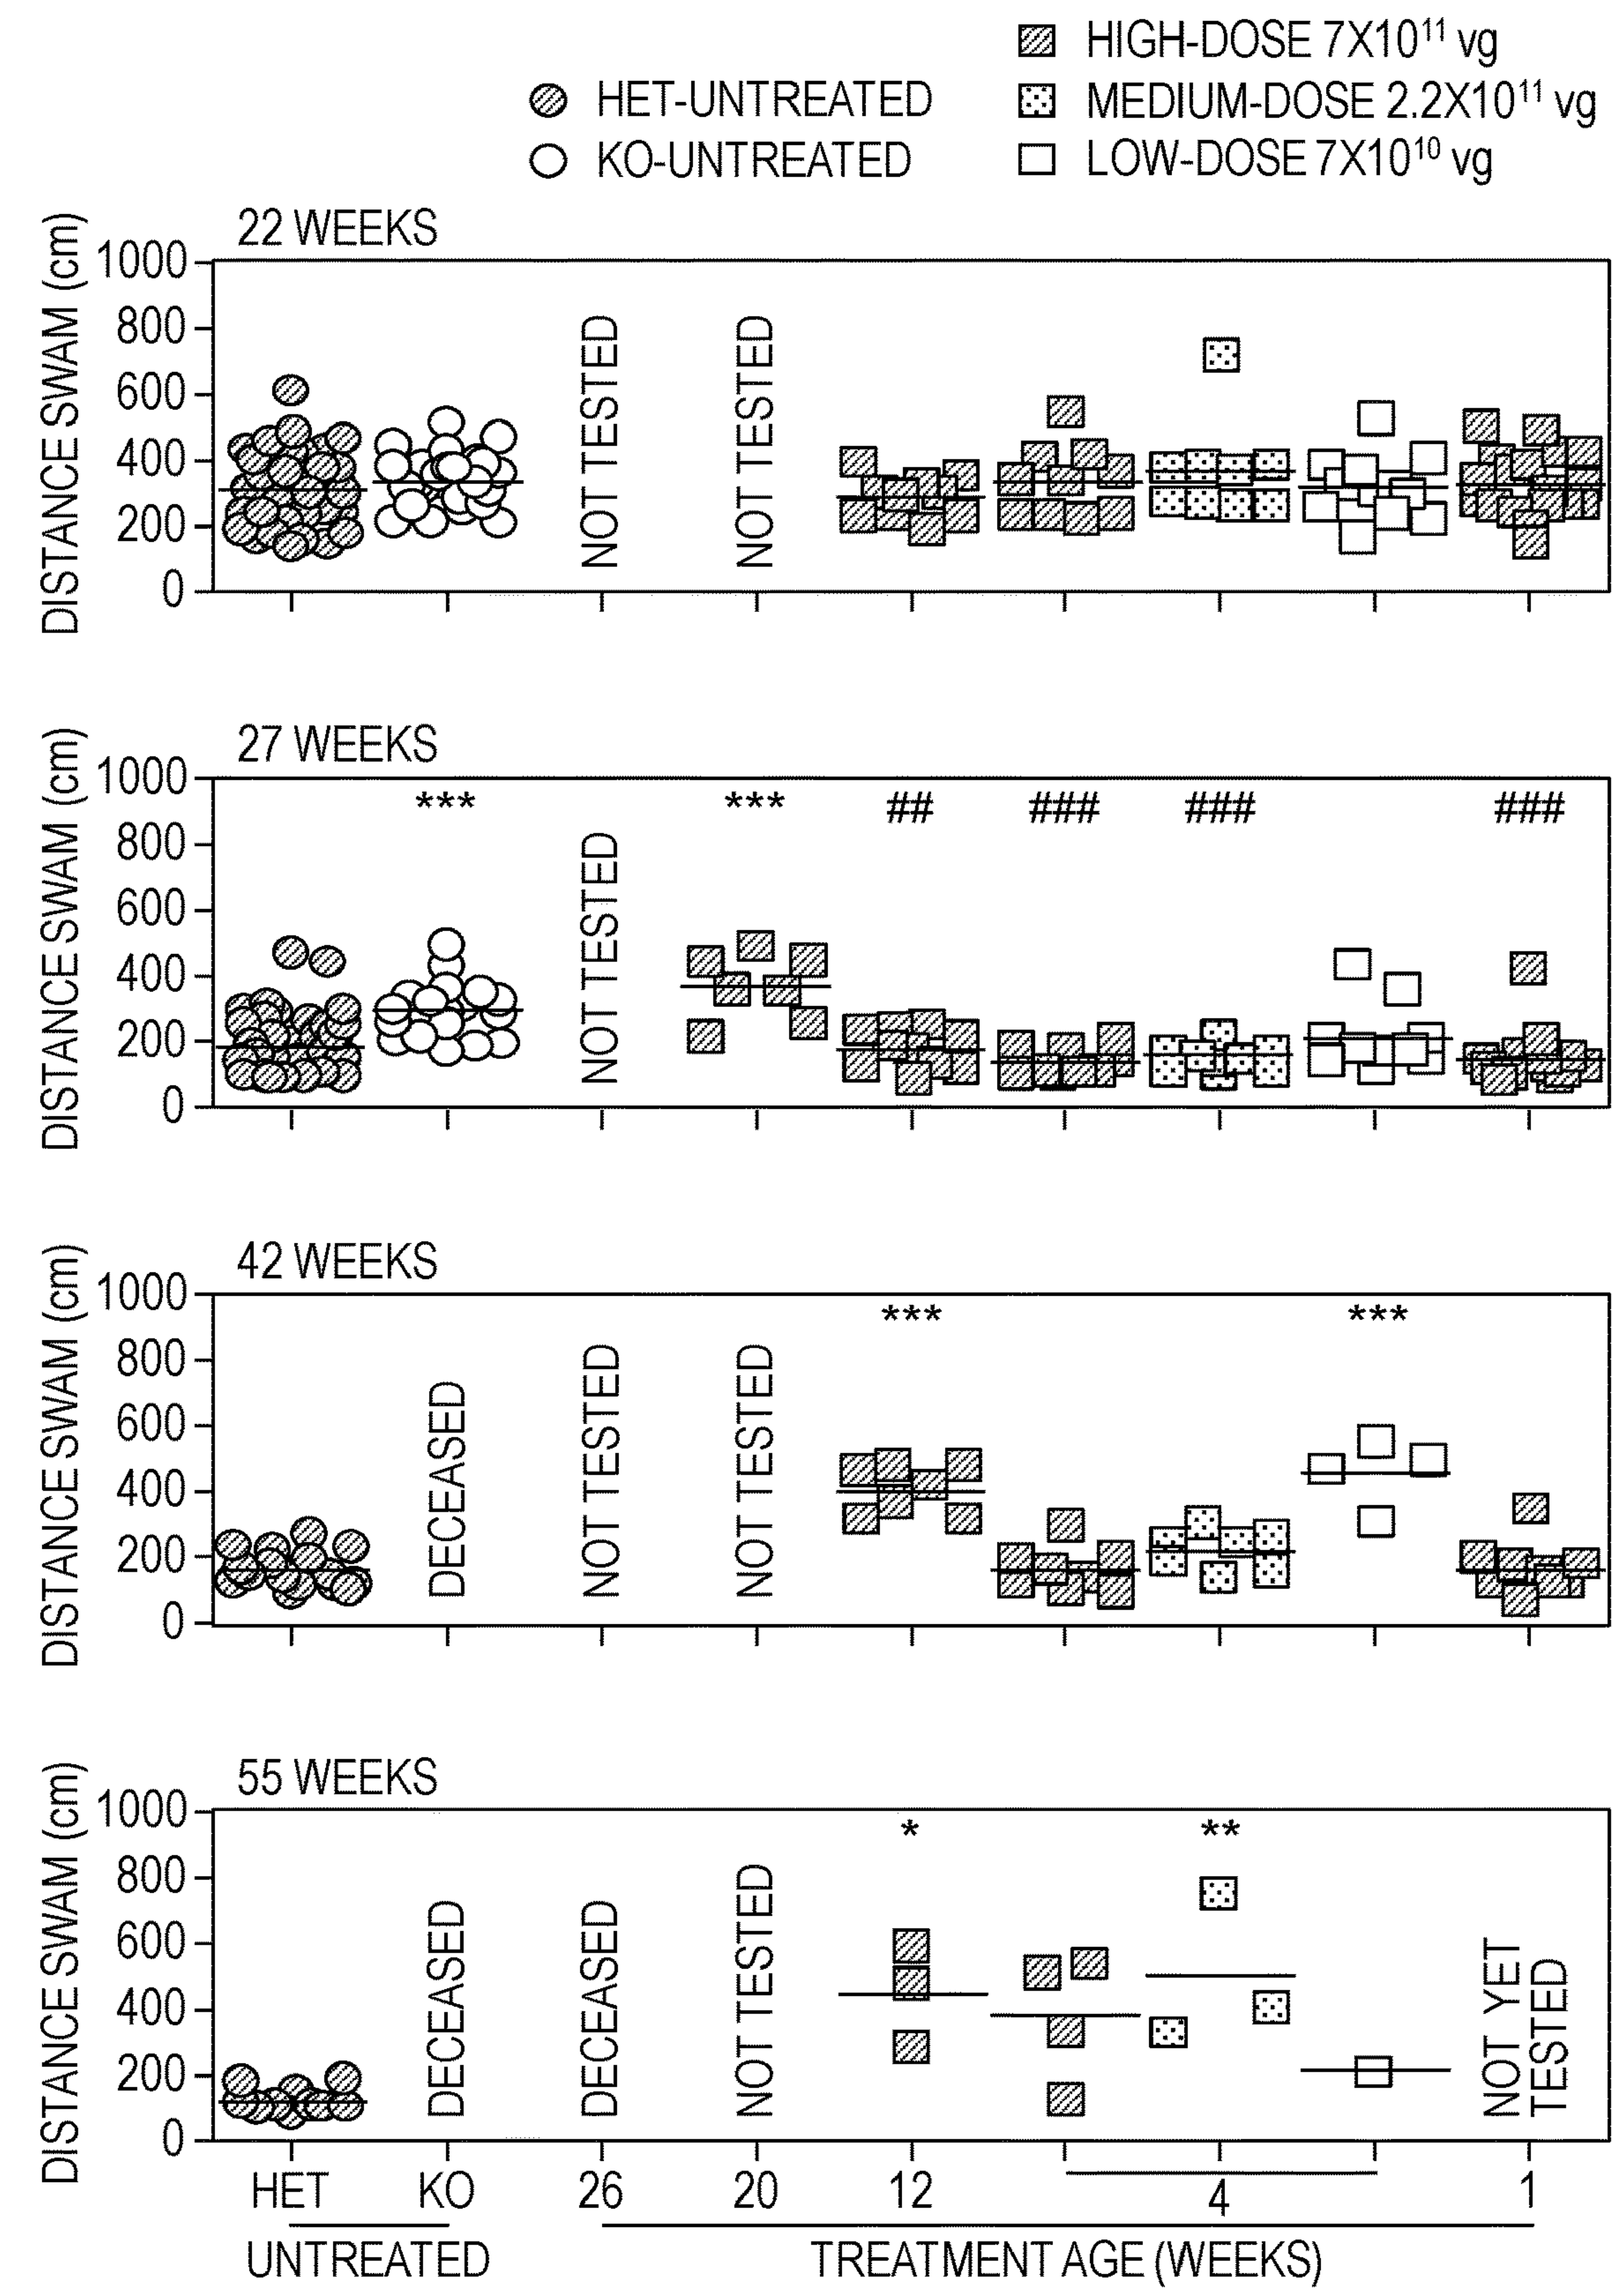 HIGH-DOSE 7X10¹¹ vg
HET-UNTREATED
MEDIUM-DOSE 2.2X10¹¹ vg
KO-UNTREATED
LOW-DOSE 7X10¹⁰ vg
22 WEEKS
DISTANCE SWAM (cm)
1000
800
600
400
200
0
NOT TESTED
NOT TESTED
27 WEEKS
DISTANCE SWAM (cm)
1000
800
600
400
200
0
*** *** ## ### ### ###
NOT TESTED
42 WEEKS
DISTANCE SWAM (cm)
1000
800
600
400
200
0
*** ***
DECEASED
NOT TESTED
NOT TESTED
55 WEEKS
DISTANCE SWAM (cm)
1000
800
600
400
200
0
* **
DECEASED
DECEASED
NOT TESTED
NOT YET
TESTED
HET KO 26 20 12 4 1
UNTREATED TREATMENT AGE (WEEKS)